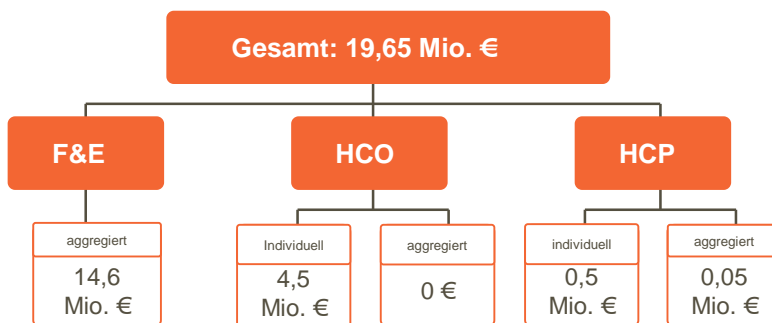 Gesamt: 19,65 Mio. €
F&E
HCO
HCP
aggregiert
Individuell
aggregiert
individuell
aggregiert
14,6
Mio. €
4,5
Mio. €
0 €
0,5
Mio. €
0,05
Mio. €